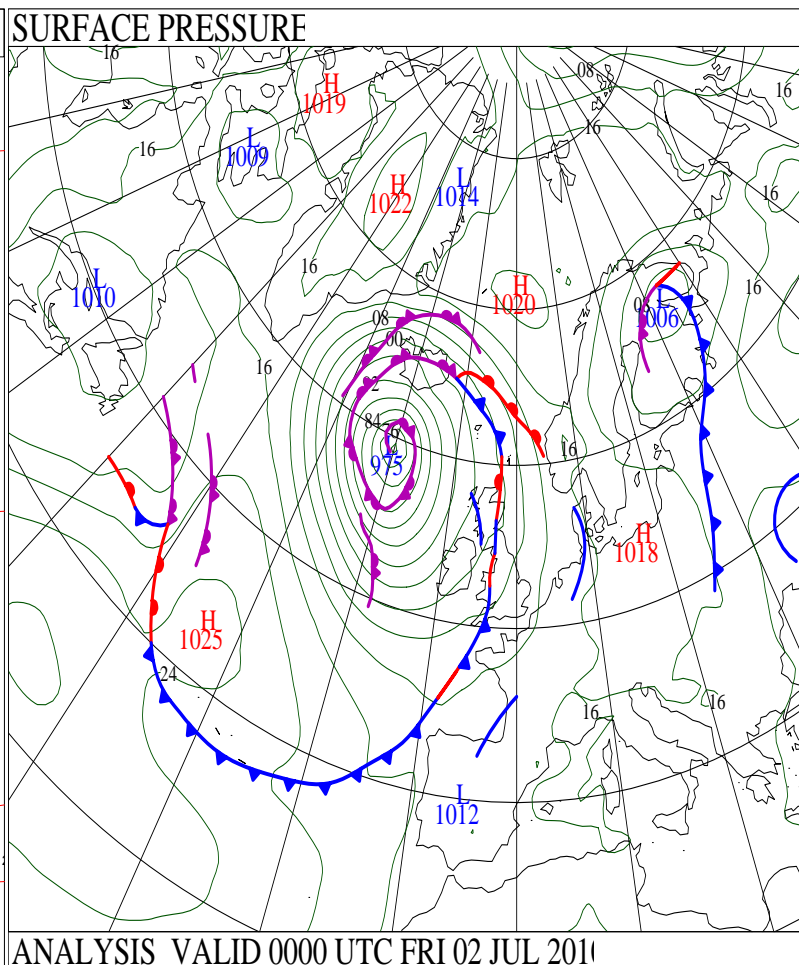 SURFACE PRESSURE
16
H
1019
08
16
16
16
L
1009
H
1022
L
1014
16
16
L
1010
H
1020
16
L
1006
08
00
16
84
L
975
16
H
1018
H
1025
24
16
16
L
1012
ANALYSIS VALID 0000 UTC FRI 02 JUL 201